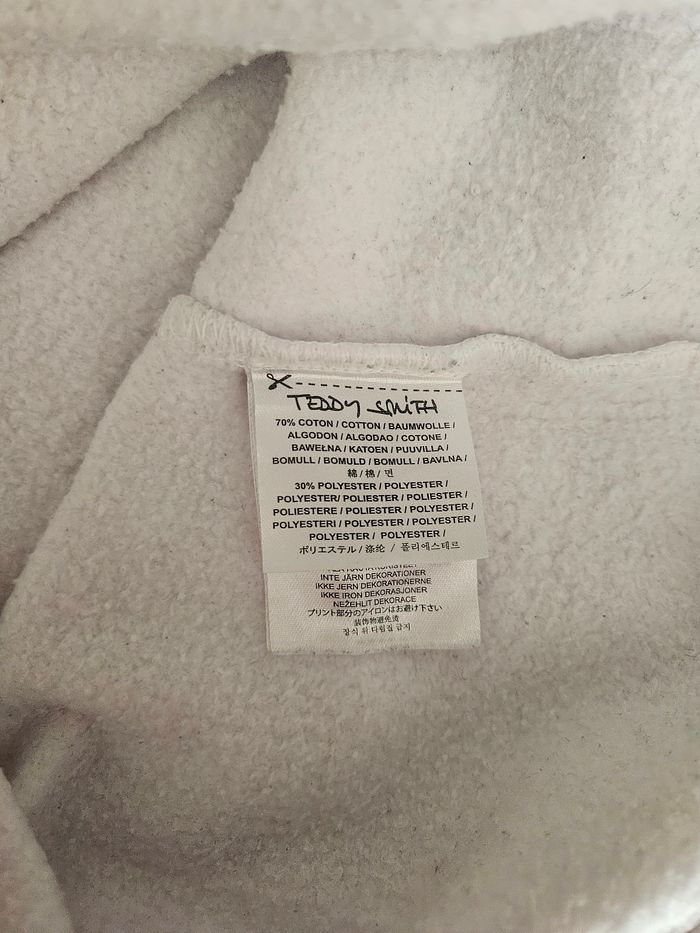 TEDDY SMITH
70% COTON / COTTON / BAUMWOLLE /
ALGODON / ALGODAO / COTONE /
BAWEŁNA / KATOEN / PUUVILLA /
BOMULL / BOMULD / BOMULL / BAVLNA /
綿 / 棉 / 면
30% POLYESTER / POLYESTER /
POLYESTER/ POLIESTER / POLIESTER /
POLIESTERE / POLIESTER / POLYESTER /
POLYESTERI / POLYESTER / POLYESTER /
POLYESTER / POLYESTER /
ポリエステル / 涤纶 / 폴리에스테르
INTE JÄRN DEKORATIONER
IKKE JERN DEKORATIONERNE
IKKE IRON DEKORASJONER
NEŽEHLIT DEKORACE
プリント部分のアイロンはお避け下さい
装饰物避免烫
장식 위 다림질 금지